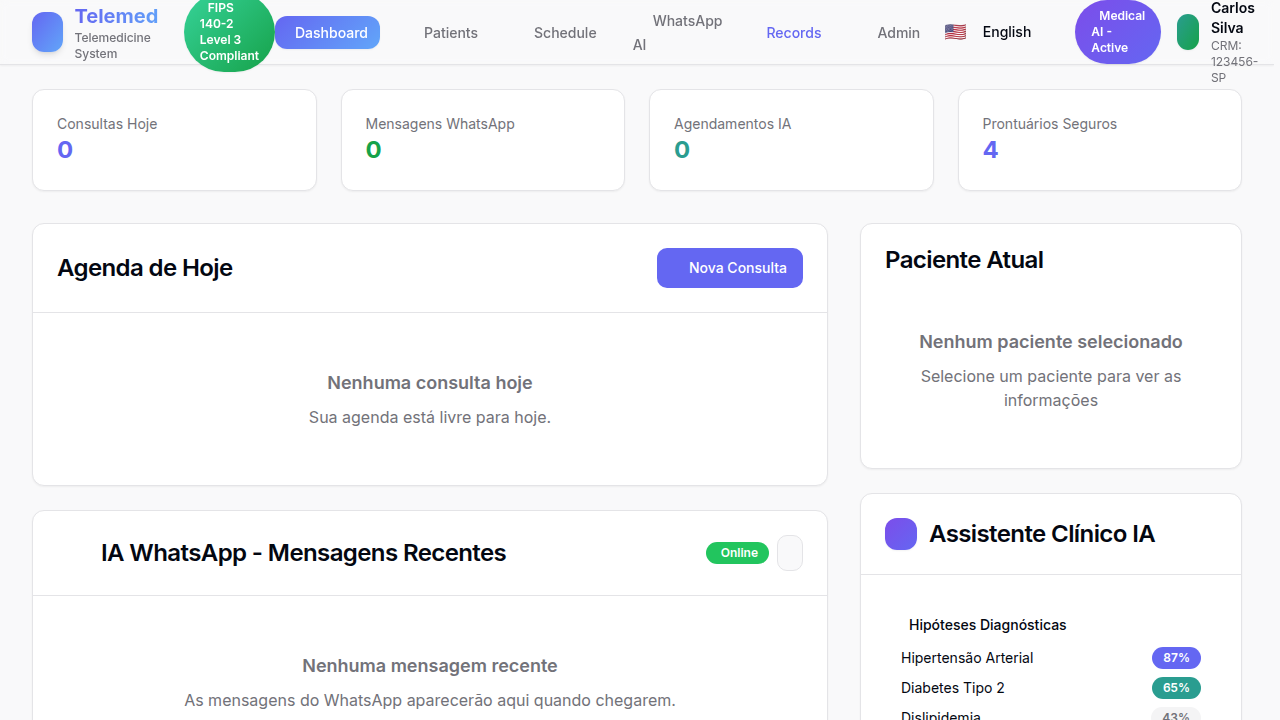 Telemed
Telemedicine
System
FIPS
140-2
Level 3
Compliant
Dashboard
Patients
Schedule
WhatsApp
AI
Records
Admin
🇺🇸 English
Medical
AI -
Active
Carlos
Silva
CRM:
123456-
SP
Consultas Hoje
0
Mensagens WhatsApp
0
Agendamentos IA
0
Prontuários Seguros
4
Agenda de Hoje
Nova Consulta
Nenhuma consulta hoje
Sua agenda está livre para hoje.
Paciente Atual
Nenhum paciente selecionado
Selecione um paciente para ver as
informações
IA WhatsApp - Mensagens Recentes
Online
Nenhuma mensagem recente
As mensagens do WhatsApp aparecerão aqui quando chegarem.
Assistente Clínico IA
Hipóteses Diagnósticas
Hipertensão Arterial 87%
Diabetes Tipo 2 65%
Dislipidemia 43%